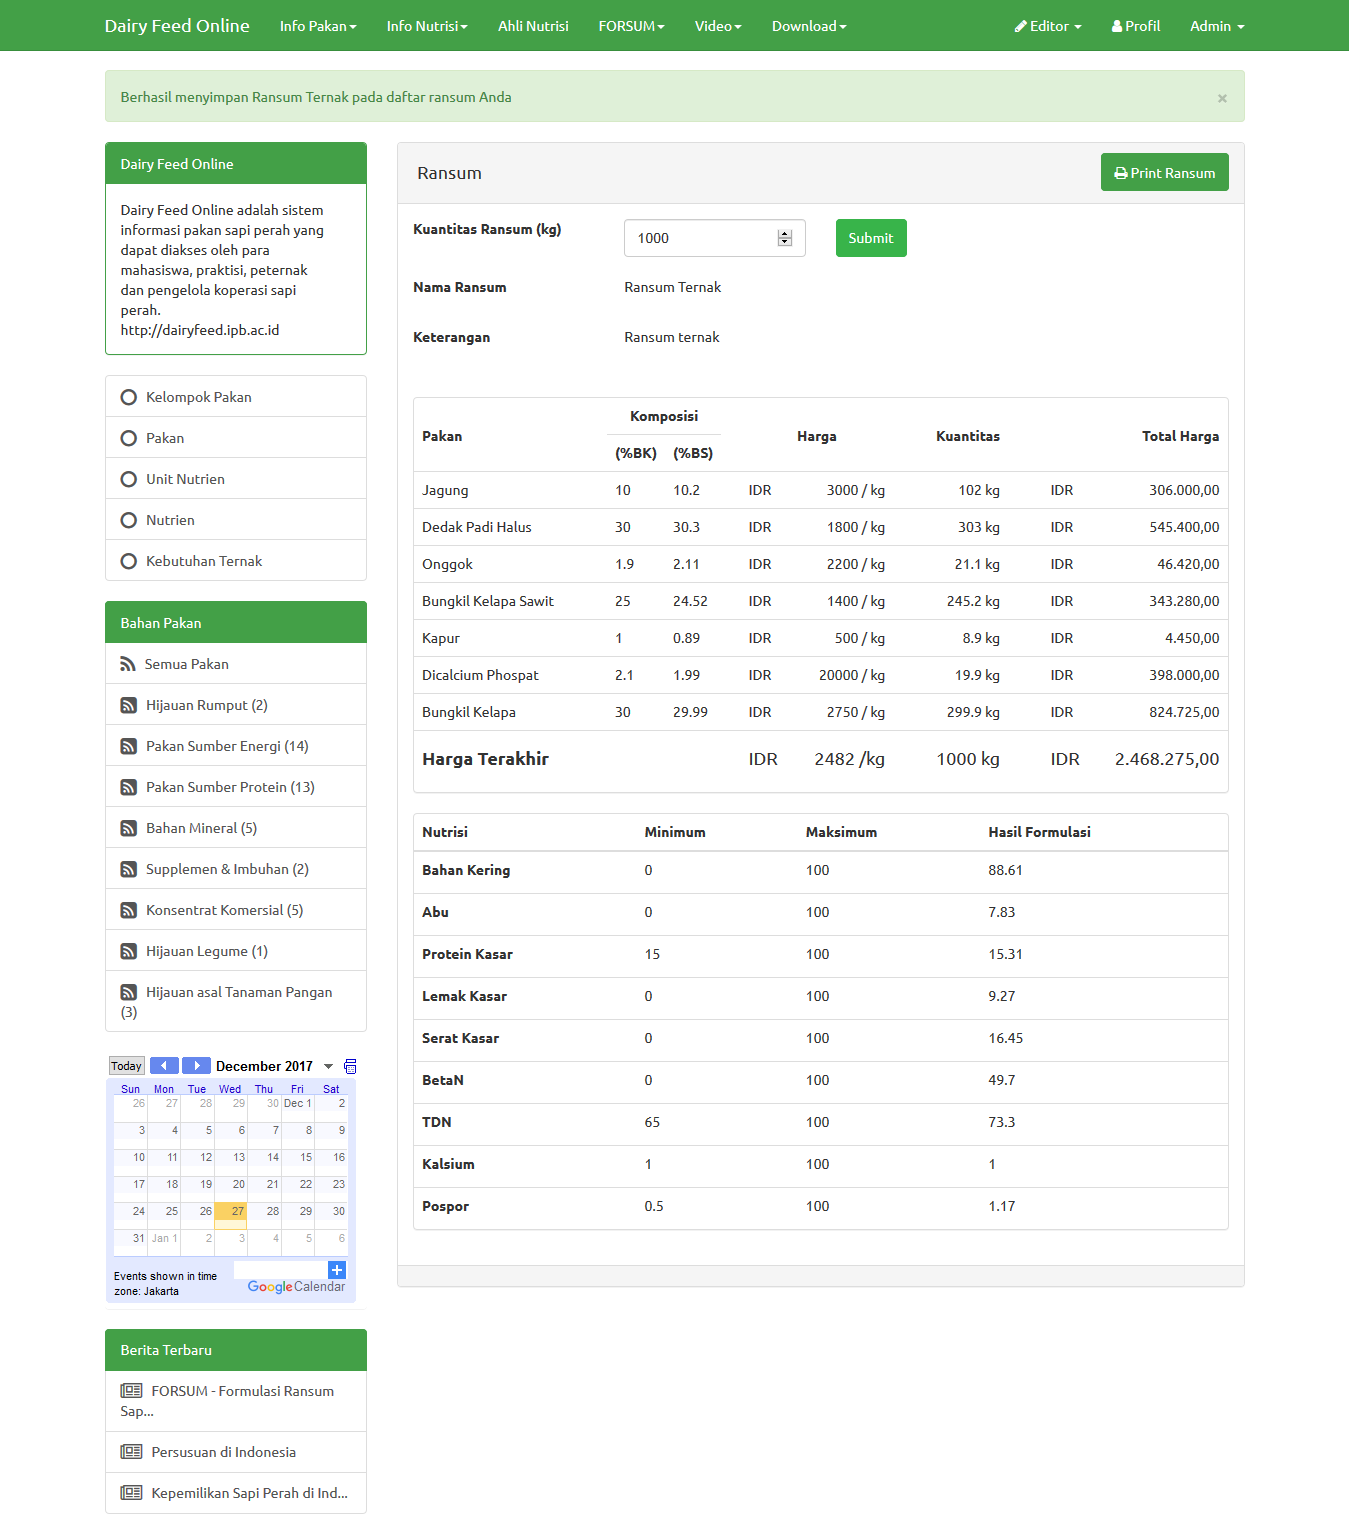 Dairy Feed Online Info Pakan Info Nutrisi Ahli Nutrisi FORSUM Video Download Editor Profil Admin
Berhasil menyimpan Ransum Ternak pada daftar ransum Anda ×
Dairy Feed Online
Dairy Feed Online adalah sistem
informasi pakan sapi perah yang
dapat diakses oleh para
mahasiswa, praktisi, peternak
dan pengelola koperasi sapi
perah.
http://dairyfeed.ipb.ac.id
Kelompok Pakan
Pakan
Unit Nutrien
Nutrien
Kebutuhan Ternak
Bahan Pakan
Semua Pakan
Hijauan Rumput (2)
Pakan Sumber Energi (14)
Pakan Sumber Protein (13)
Bahan Mineral (5)
Supplemen & Imbuhan (2)
Konsentrat Komersial (5)
Hijauan Legume (1)
Hijauan asal Tanaman Pangan
(3)
Today December 2017
Sun Mon Tue Wed Thu Fri Sat
26 27 28 29 30 Dec 1 2
3 4 5 6 7 8 9
10 11 12 13 14 15 16
17 18 19 20 21 22 23
24 25 26 27 28 29 30
31 Jan 1 2 3 4 5 6
Events shown in time
zone: Jakarta
+
Google Calendar
Berita Terbaru
FORSUM - Formulasi Ransum
Sap...
Persusuan di Indonesia
Kepemilikan Sapi Perah di Ind...
Ransum Print Ransum
Kuantitas Ransum (kg) 1000 Submit
Nama Ransum Ransum Ternak
Keterangan Ransum ternak
Pakan Komposisi Harga Kuantitas Total Harga
(%BK) (%BS)
Jagung 10 10.2 IDR 3000 / kg 102 kg IDR 306.000,00
Dedak Padi Halus 30 30.3 IDR 1800 / kg 303 kg IDR 545.400,00
Onggok 1.9 2.11 IDR 2200 / kg 21.1 kg IDR 46.420,00
Bungkil Kelapa Sawit 25 24.52 IDR 1400 / kg 245.2 kg IDR 343.280,00
Kapur 1 0.89 IDR 500 / kg 8.9 kg IDR 4.450,00
Dicalcium Phospat 2.1 1.99 IDR 20000 / kg 19.9 kg IDR 398.000,00
Bungkil Kelapa 30 29.99 IDR 2750 / kg 299.9 kg IDR 824.725,00
Harga Terakhir IDR 2482 /kg 1000 kg IDR 2.468.275,00
Nutrisi Minimum Maksimum Hasil Formulasi
Bahan Kering 0 100 88.61
Abu 0 100 7.83
Protein Kasar 15 100 15.31
Lemak Kasar 0 100 9.27
Serat Kasar 0 100 16.45
BetaN 0 100 49.7
TDN 65 100 73.3
Kalsium 1 100 1
Pospor 0.5 100 1.17